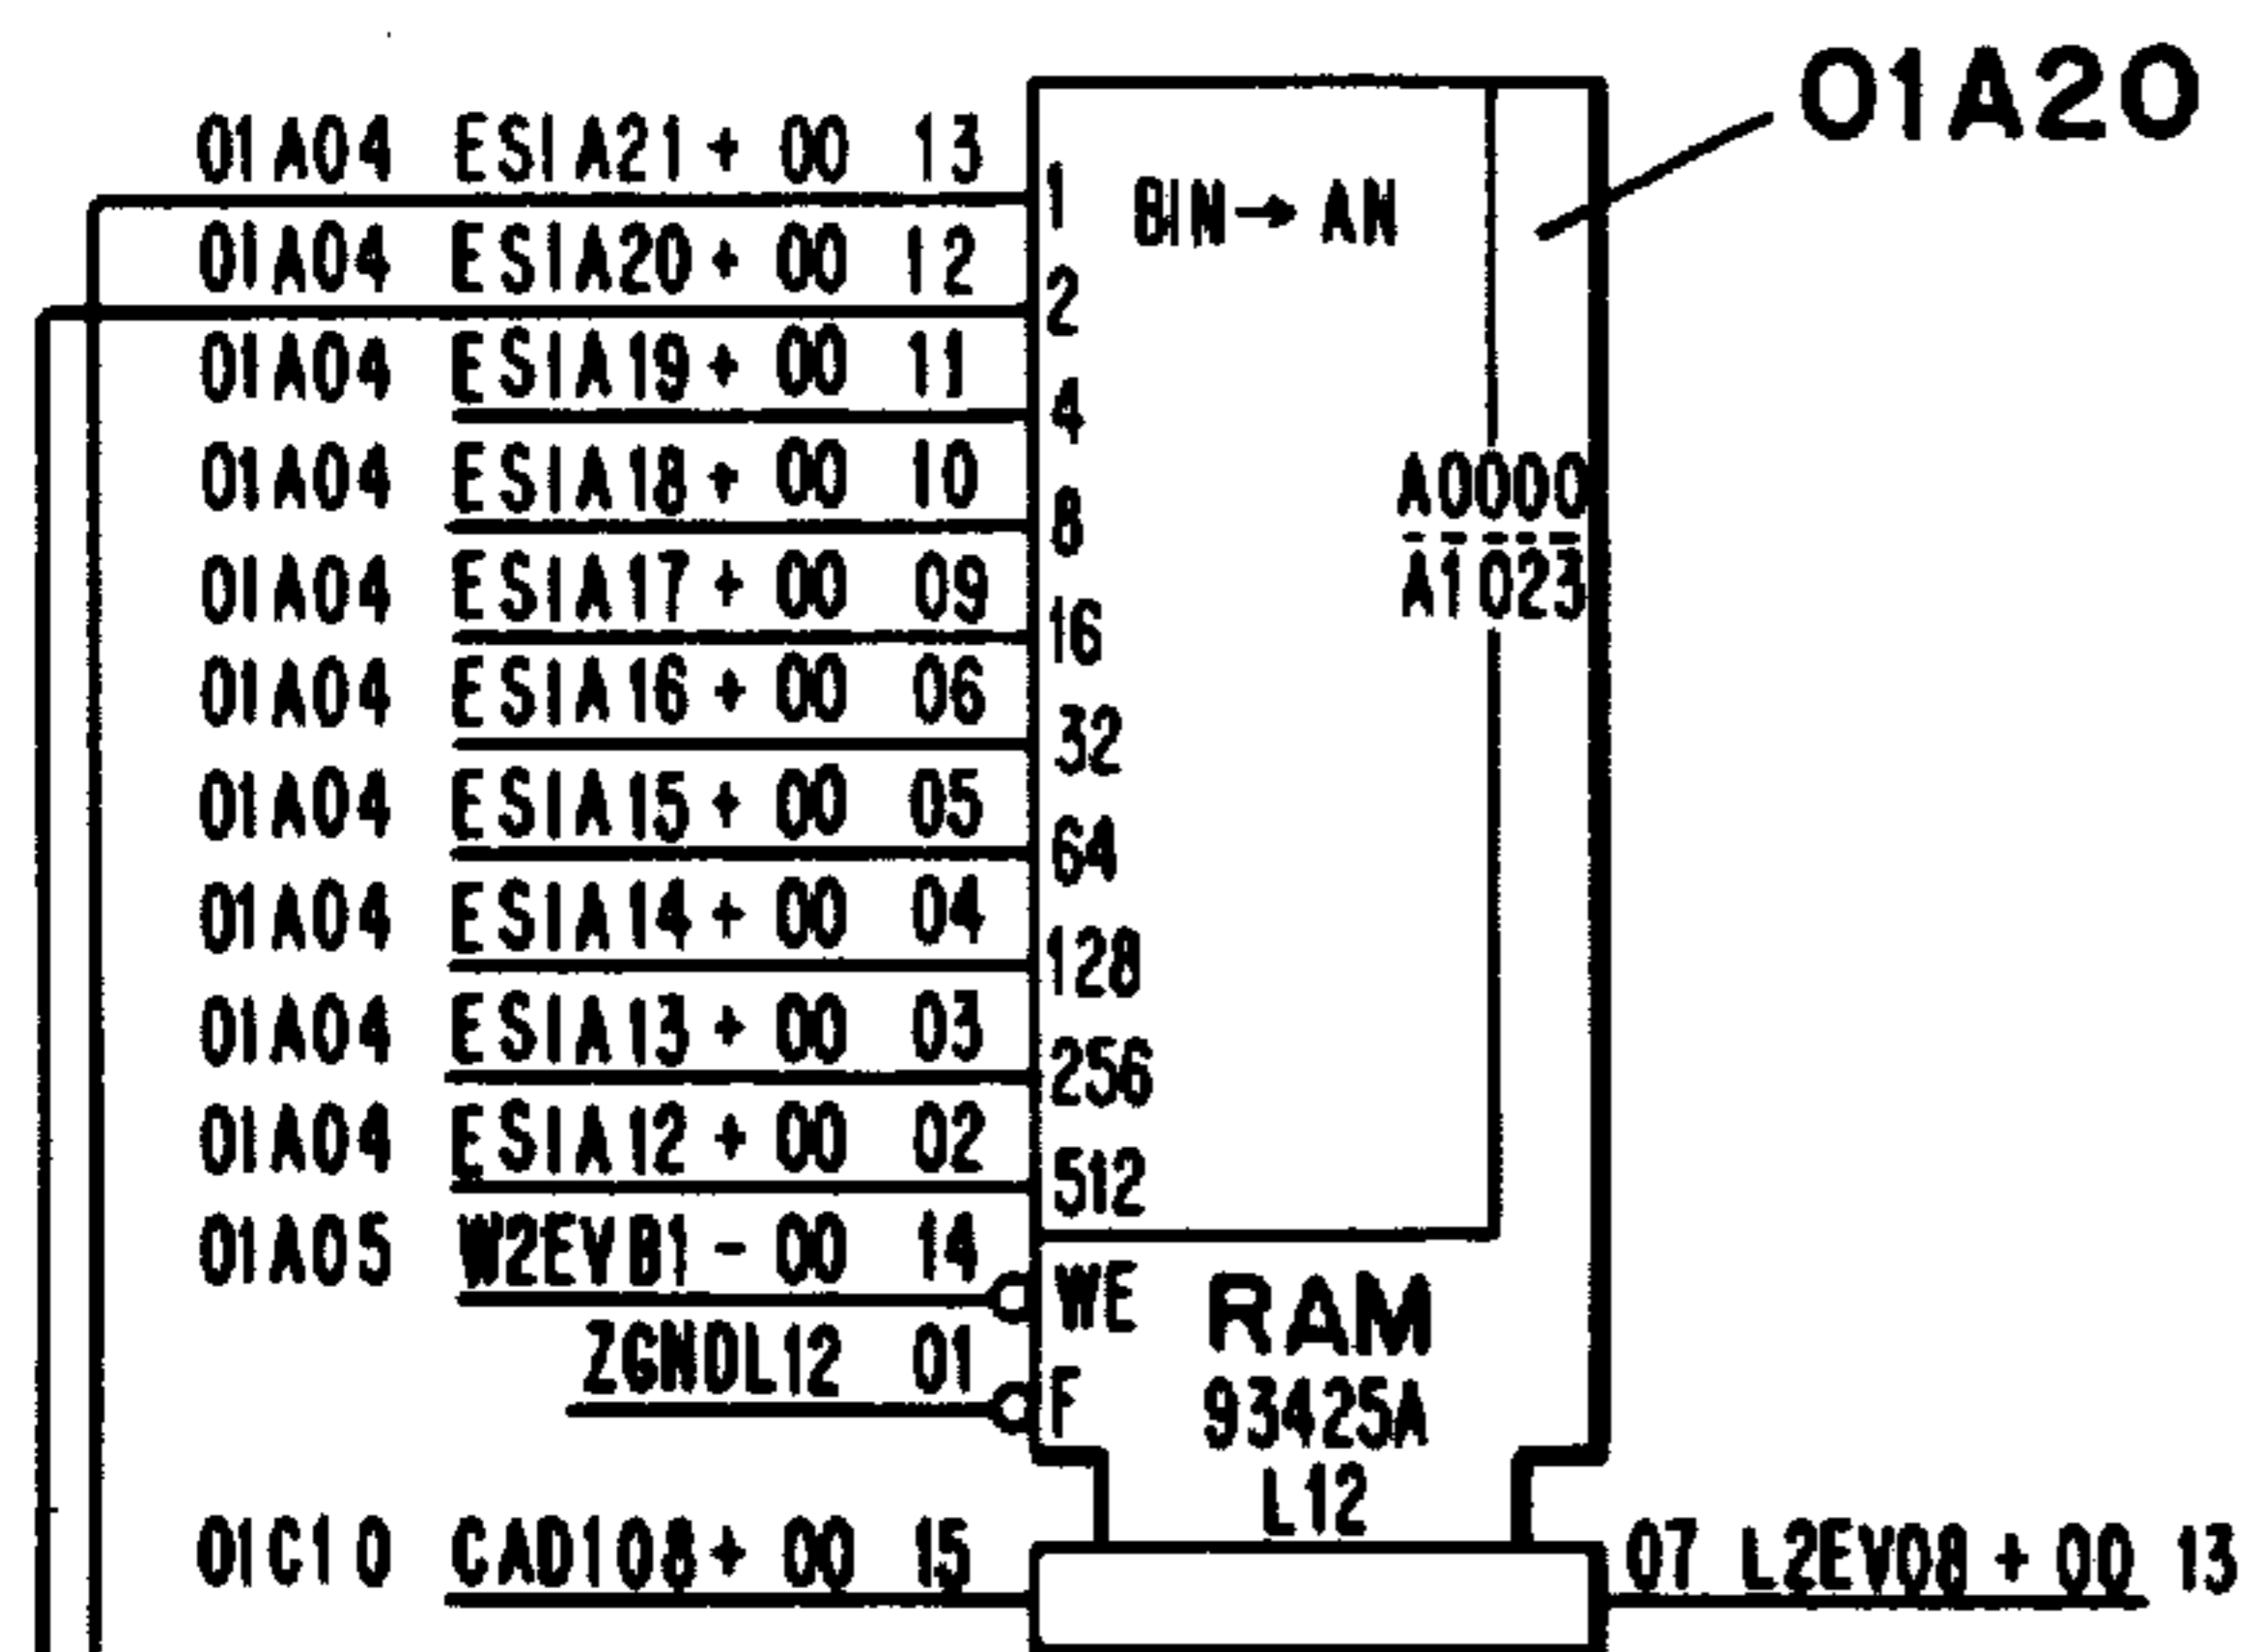 01A20
01A04 ESIA21+ 00 13 1 BIN→AN
01A04 ESIA20+ 00 12 2
01A04 ESIA19+ 00 11 4
01A04 ESIA18+ 00 10 8 A0000
01A04 ESIA17+ 00 09 16 A1023
01A04 ESIA16+ 00 06 32
01A04 ESIA15+ 00 05 64
01A04 ESIA14+ 00 04 128
01A04 ESIA13+ 00 03 256
01A04 ESIA12+ 00 02 512
01A05 W2EVB1- 00 14 WE RAM
ZGNDL12 01 F 93425A
L12
01C10 CAD108+ 00 15 07 L2EV08+00 13